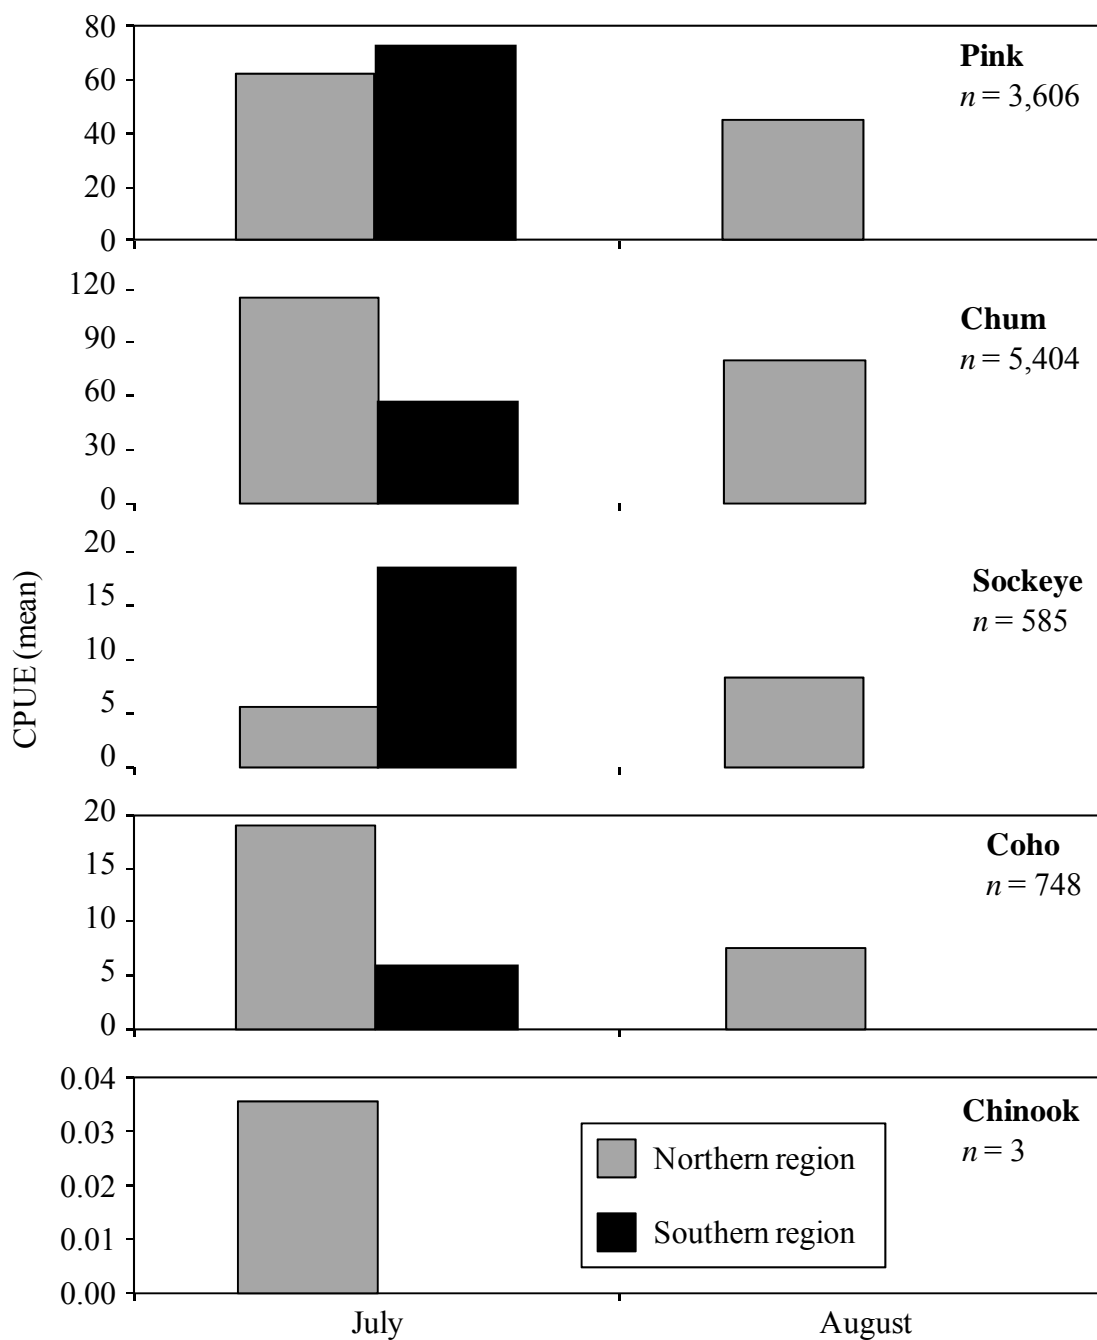 80
60
40
20
0
Pink
n = 3,606
120
90
60
30
0
Chum
n = 5,404
20
15
10
5
0
Sockeye
n = 585
CPUE (mean)
20
15
10
5
0
Coho
n = 748
0.04
0.03
0.02
0.01
0.00
Chinook
n = 3
Northern region
Southern region
July August